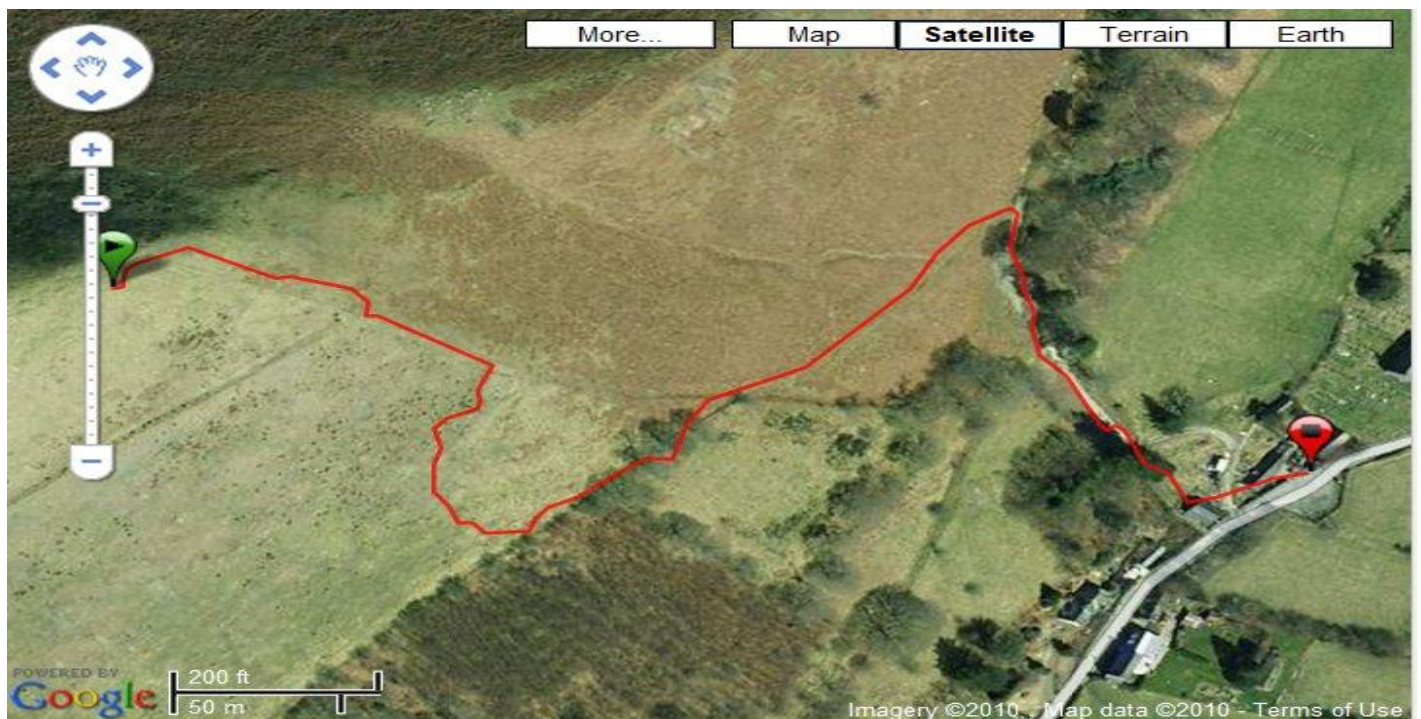 More...
Map
Satellite
Terrain
Earth
POWERED BY
Google
200 ft
50 m
Imagery ©2010 , Map data ©2010 - Terms of Use